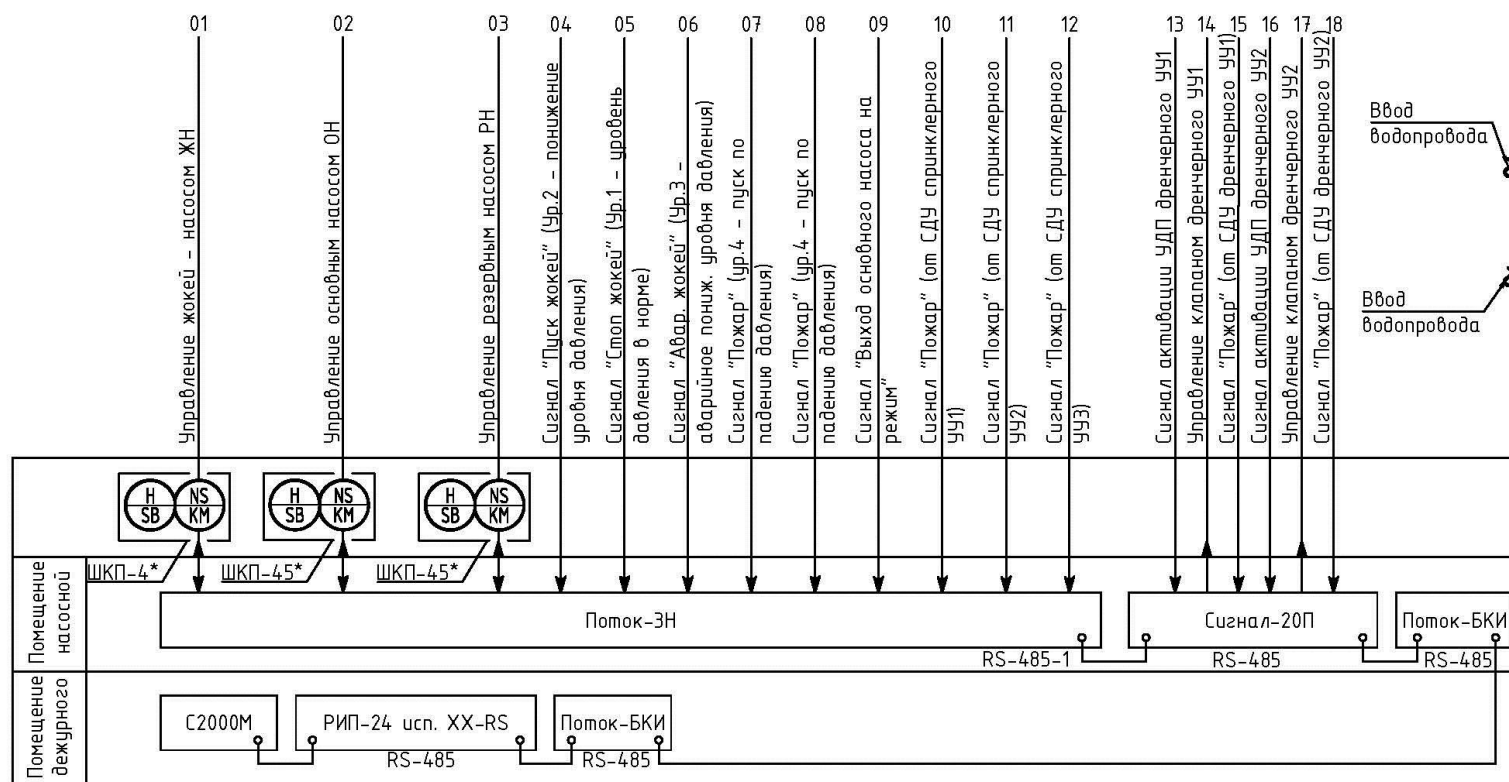 01
02
03
04
05
06
07
08
09
10
11
12
13
14
15
16
17
18
Управление жокей - насосом ЖН
Управление основным насосом ОН
Управление резервным насосом РН
Сигнал "Пуск жокей" (Ур.2 - понижение
уровня давления)
Сигнал "Стоп жокей" (Ур.1 - уровень
давления в норме)
Сигнал "Авар. жокей" (Ур.3 -
аварийное пониж. уровня давления)
Сигнал "Пожар" (ур.4 - пуск по
падению давления)
Сигнал "Пожар" (ур.4 - пуск по
падению давления)
Сигнал "Выход основного насоса на
режим"
Сигнал "Пожар" (от СДУ спринклерного
УУ1)
Сигнал "Пожар" (от СДУ спринклерного
УУ2)
Сигнал "Пожар" (от СДУ спринклерного
УУ3)
Сигнал активации УДП дренчерного УУ1
Управление клапаном дренчерного УУ1
Сигнал "Пожар" (от СДУ дренчерного УУ1)
Сигнал активации УДП дренчерного УУ2
Управление клапаном дренчерного УУ2
Сигнал "Пожар" (от СДУ дренчерного УУ2)
Ввод
водопровода
Ввод
водопровода
H
SB
NS
KM
H
SB
NS
KM
H
SB
NS
KM
ШКП-4*
ШКП-45*
ШКП-45*
Помещение
насосной
Поток-3Н
Сигнал-20П
Поток-БКИ
RS-485-1
RS-485
RS-485
Помещение
дежурного
С2000М
РИП-24 исп. XX-RS
Поток-БКИ
RS-485
RS-485